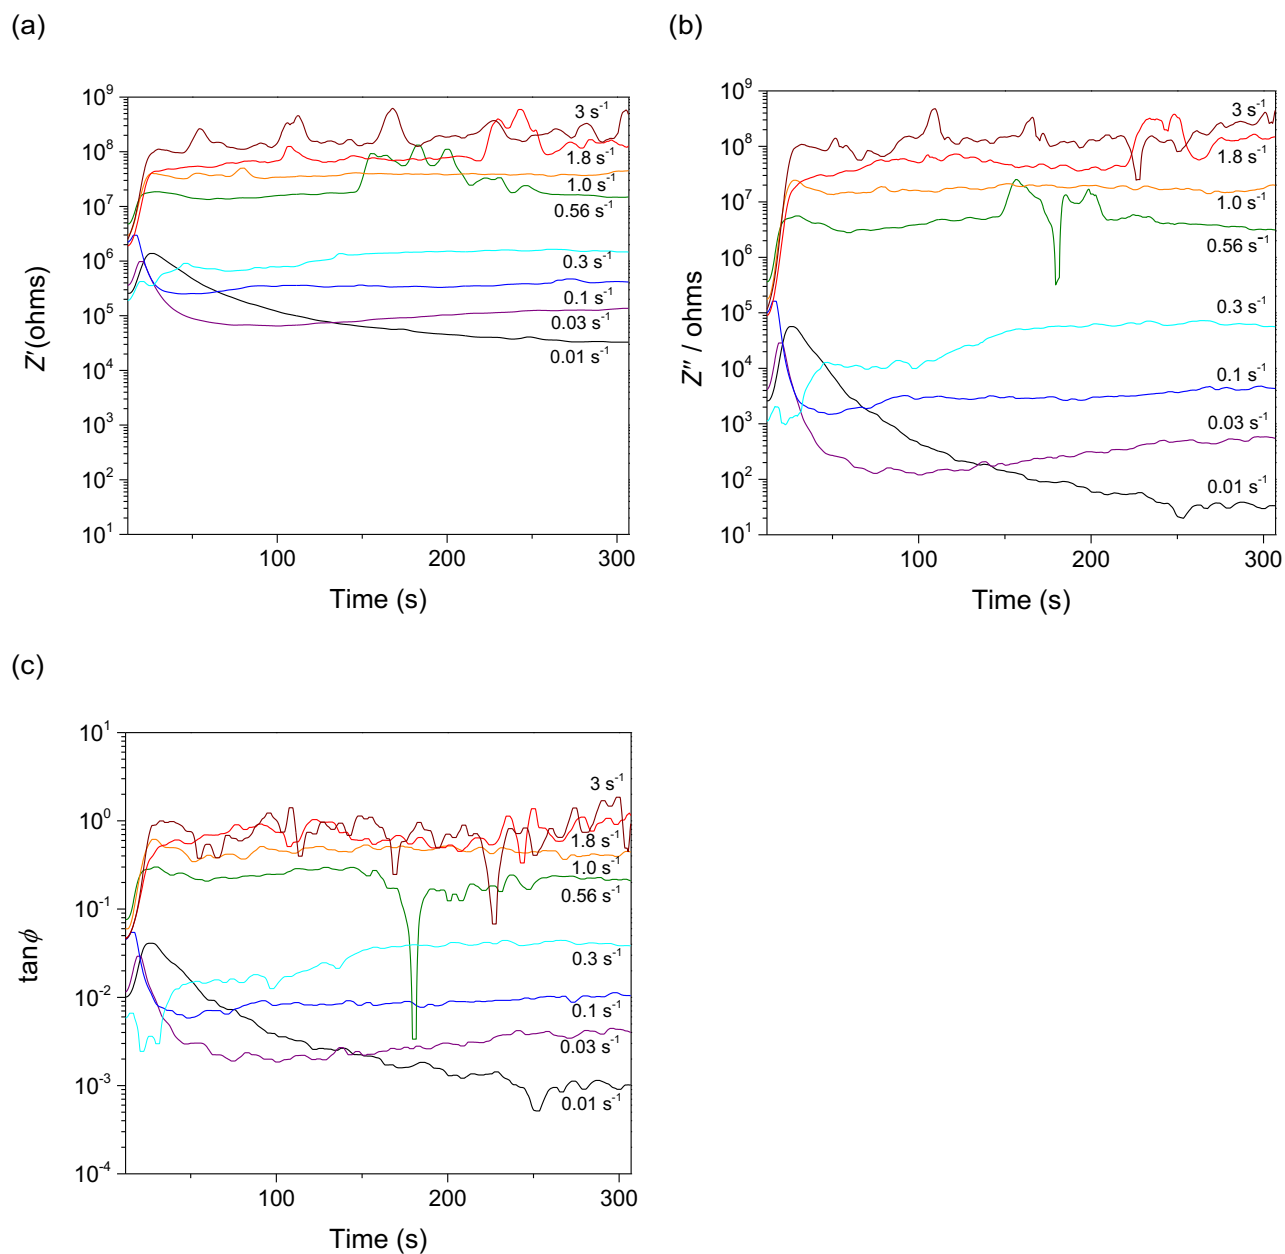 (a)
10⁹
10⁸
10⁷
10⁶
10⁵
10⁴
10³
10²
10¹
Z′(ohms)
3 s⁻¹
1.8 s⁻¹
1.0 s⁻¹
0.56 s⁻¹
0.3 s⁻¹
0.1 s⁻¹
0.03 s⁻¹
0.01 s⁻¹
100 200 300
Time (s)
(b)
10⁹
10⁸
10⁷
10⁶
10⁵
10⁴
10³
10²
10¹
Z″ / ohms
3 s⁻¹
1.8 s⁻¹
1.0 s⁻¹
0.56 s⁻¹
0.3 s⁻¹
0.1 s⁻¹
0.03 s⁻¹
0.01 s⁻¹
100 200 300
Time (s)
(c)
10¹
10⁰
10⁻¹
10⁻²
10⁻³
10⁻⁴
tanϕ
3 s⁻¹
1.8 s⁻¹
1.0 s⁻¹
0.56 s⁻¹
0.3 s⁻¹
0.1 s⁻¹
0.03 s⁻¹
0.01 s⁻¹
100 200 300
Time (s)